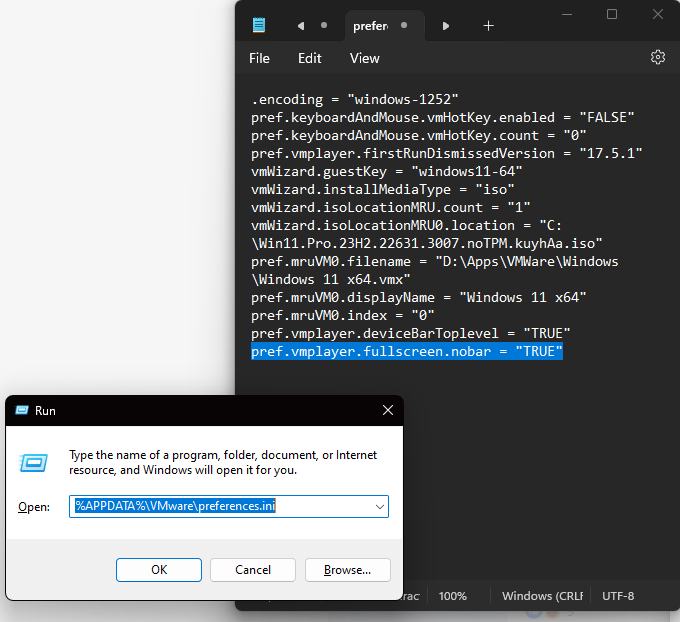 prefer
File Edit View
.encoding = "windows-1252"
pref.keyboardAndMouse.vmHotKey.enabled = "FALSE"
pref.keyboardAndMouse.vmHotKey.count = "0"
pref.vmplayer.firstRunDismissedVersion = "17.5.1"
vmWizard.guestKey = "windows11-64"
vmWizard.installMediaType = "iso"
vmWizard.isoLocationMRU.count = "1"
vmWizard.isoLocationMRU0.location = "C:
\Win11.Pro.23H2.22631.3007.noTPM.kuyhAa.iso"
pref.mruVM0.filename = "D:\Apps\VMWare\Windows
\Windows 11 x64.vmx"
pref.mruVM0.displayName = "Windows 11 x64"
pref.mruVM0.index = "0"
pref.vmplayer.deviceBarToplevel = "TRUE"
pref.vmplayer.fullscreen.nobar = "TRUE"
Run
Type the name of a program, folder, document, or Internet
resource, and Windows will open it for you.
Open: %APPDATA%\VMware\preferences.ini
OK Cancel Browse...
100% Windows (CRLF UTF-8